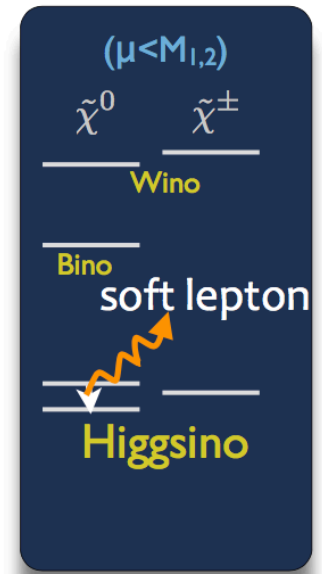 (μ<M₁,₂)
χ̃⁰ χ̃±
Wino
Bino
soft lepton
Higgsino